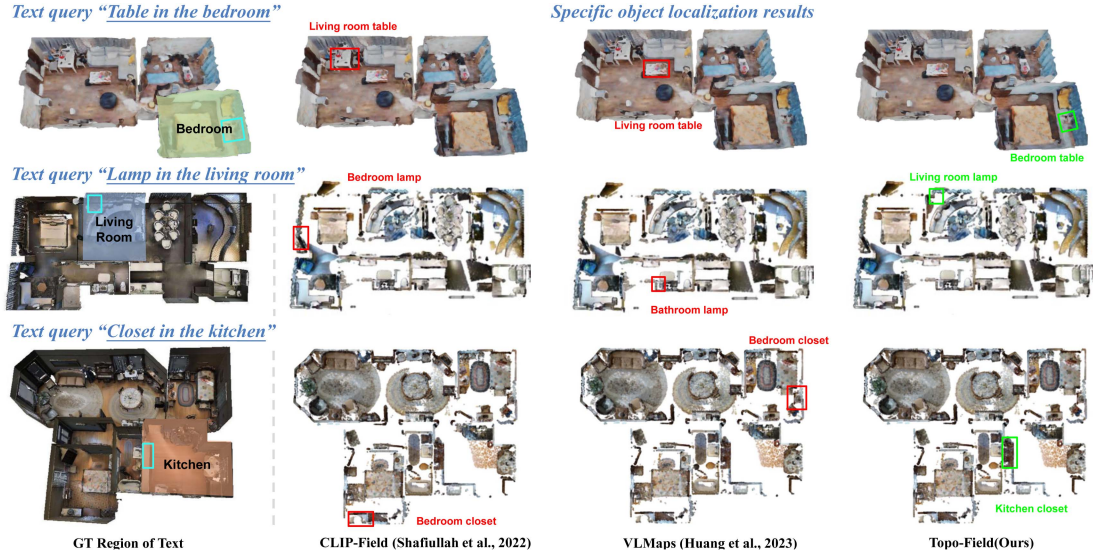 Text query “Table in the bedroom”
Specific object localization results
Living room table
Bedroom
Living room table
Bedroom table
Text query “Lamp in the living room”
Bedroom lamp
Living room lamp
Living
Room
Bathroom lamp
Text query “Closet in the kitchen”
Bedroom closet
Kitchen
Bedroom closet
Kitchen closet
GT Region of Text
CLIP-Field (Shafiullah et al., 2022)
VLMaps (Huang et al., 2023)
Topo-Field(Ours)